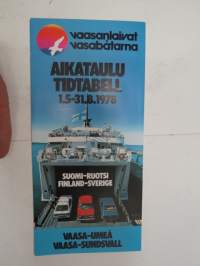 vaasanlaivat
vasabåtarna
AIKATAULU
TIDTABELL
1.5-31.8.1978
SUOMI-RUOTSI
FINLAND-SVERIGE
VAASA-UMEÅ
VAASA-SUNDSVALL